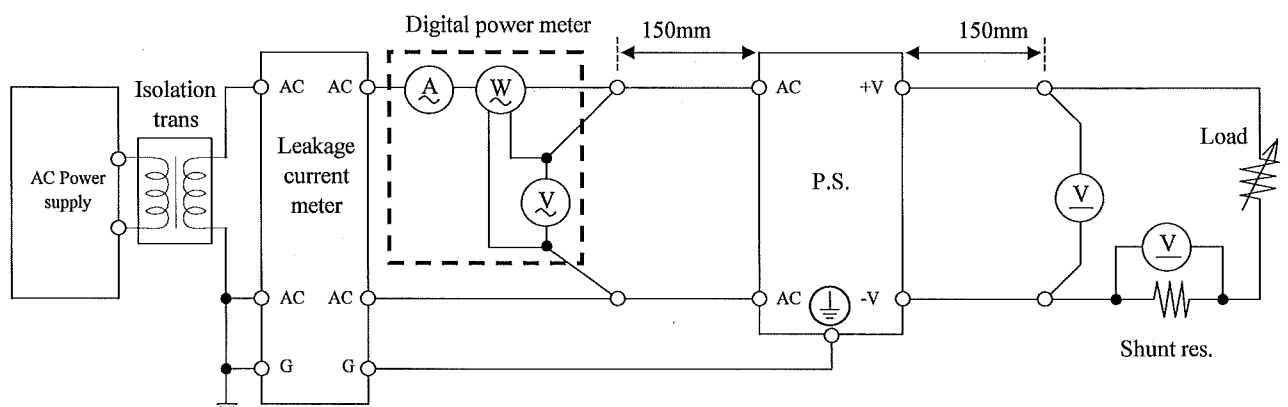 Digital power meter
150mm
150mm
Isolation
trans
AC AC
A
W
AC
+V
Load
Leakage
current
meter
AC Power
supply
P.S.
V
V
V
AC AC
AC
-V
Shunt res.
G G